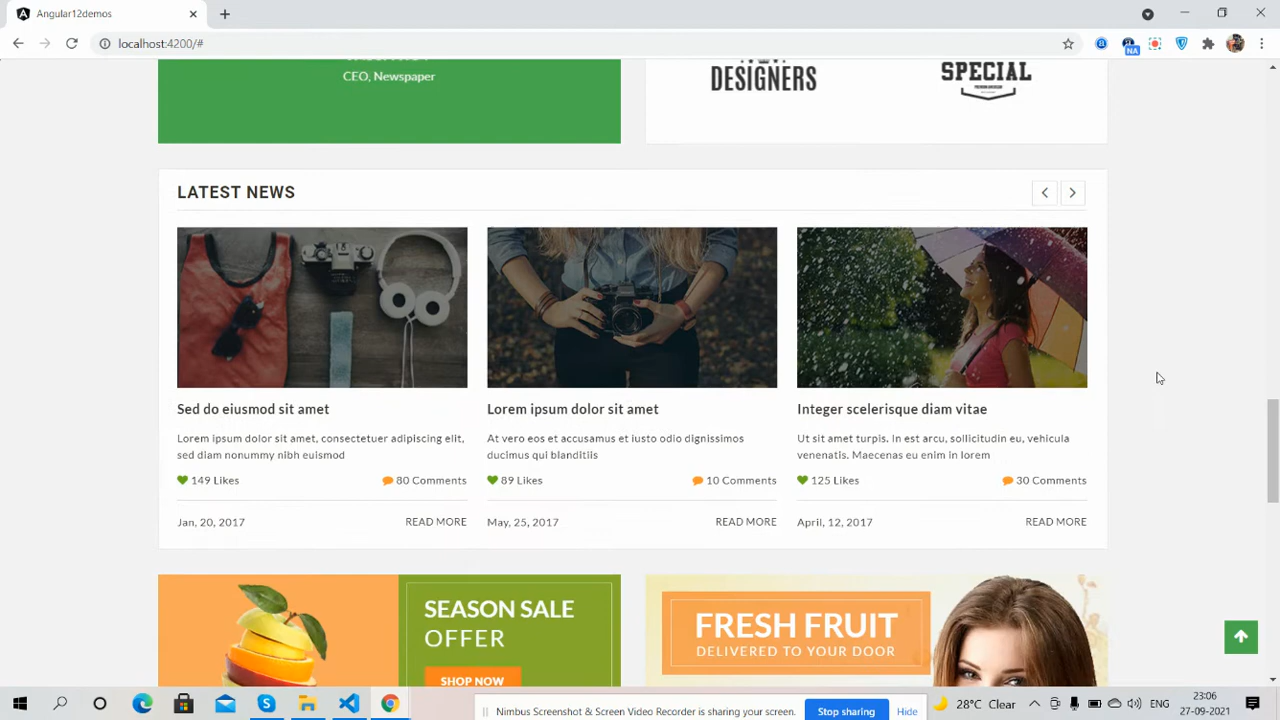 Angular12demos
localhost:4200/#
NA
CEO, Newspaper
DESIGNERS
SPECIAL
LATEST NEWS
Sed do eiusmod sit amet
Lorem ipsum dolor sit amet, consectetuer adipiscing elit,
sed diam nonummy nibh euismod
149 Likes
80 Comments
Jan, 20, 2017
READ MORE
Lorem ipsum dolor sit amet
At vero eos et accusamus et iusto odio dignissimos
ducimus qui blanditiis
89 Likes
10 Comments
May, 25, 2017
READ MORE
Integer scelerisque diam vitae
Ut sit amet turpis. In est arcu, sollicitudin eu, vehicula
venenatis. Maecenas eu enim in lorem
125 Likes
30 Comments
April, 12, 2017
READ MORE
SEASON SALE
OFFER
SHOP NOW
FRESH FRUIT
DELIVERED TO YOUR DOOR
Nimbus Screenshot & Screen Video Recorder is sharing your screen.
Stop sharing
Hide
28°C Clear
ENG
23:06
27-09-2021